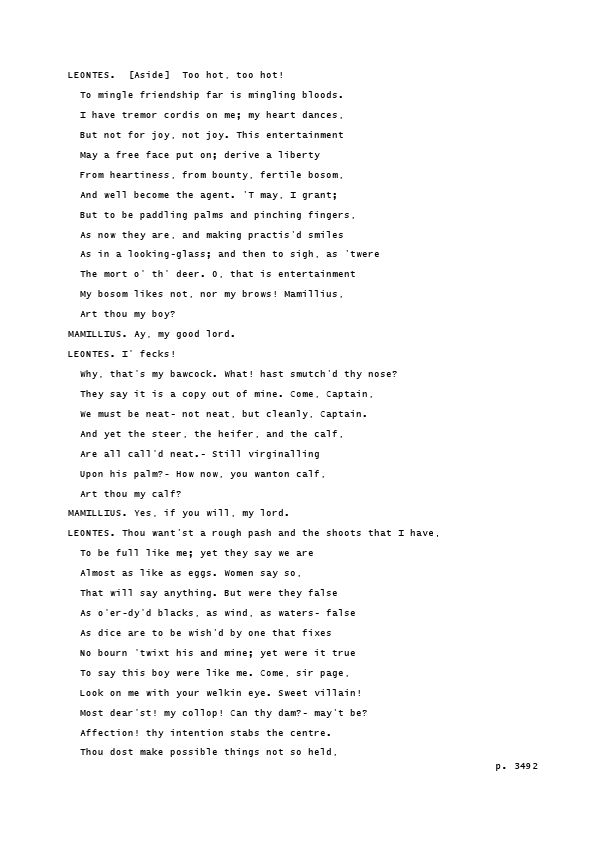 LEONTES.  [Aside]  Too hot, too hot!
  To mingle friendship far is mingling bloods.
  I have tremor cordis on me; my heart dances,
  But not for joy, not joy. This entertainment
  May a free face put on; derive a liberty
  From heartiness, from bounty, fertile bosom,
  And well become the agent. 'T may, I grant;
  But to be paddling palms and pinching fingers,
  As now they are, and making practis'd smiles
  As in a looking-glass; and then to sigh, as 'twere
  The mort o' th' deer. O, that is entertainment
  My bosom likes not, nor my brows! Mamillius,
  Art thou my boy?
MAMILLIUS. Ay, my good lord.
LEONTES. I' fecks!
  Why, that's my bawcock. What! hast smutch'd thy nose?
  They say it is a copy out of mine. Come, Captain,
  We must be neat- not neat, but cleanly, Captain.
  And yet the steer, the heifer, and the calf,
  Are all call'd neat.- Still virginalling
  Upon his palm?- How now, you wanton calf,
  Art thou my calf?
MAMILLIUS. Yes, if you will, my lord.
LEONTES. Thou want'st a rough pash and the shoots that I have,
  To be full like me; yet they say we are
  Almost as like as eggs. Women say so,
  That will say anything. But were they false
  As o'er-dy'd blacks, as wind, as waters- false
  As dice are to be wish'd by one that fixes
  No bourn 'twixt his and mine; yet were it true
  To say this boy were like me. Come, sir page,
  Look on me with your welkin eye. Sweet villain!
  Most dear'st! my collop! Can thy dam?- may't be?
  Affection! thy intention stabs the centre.
  Thou dost make possible things not so held,
p. 3492